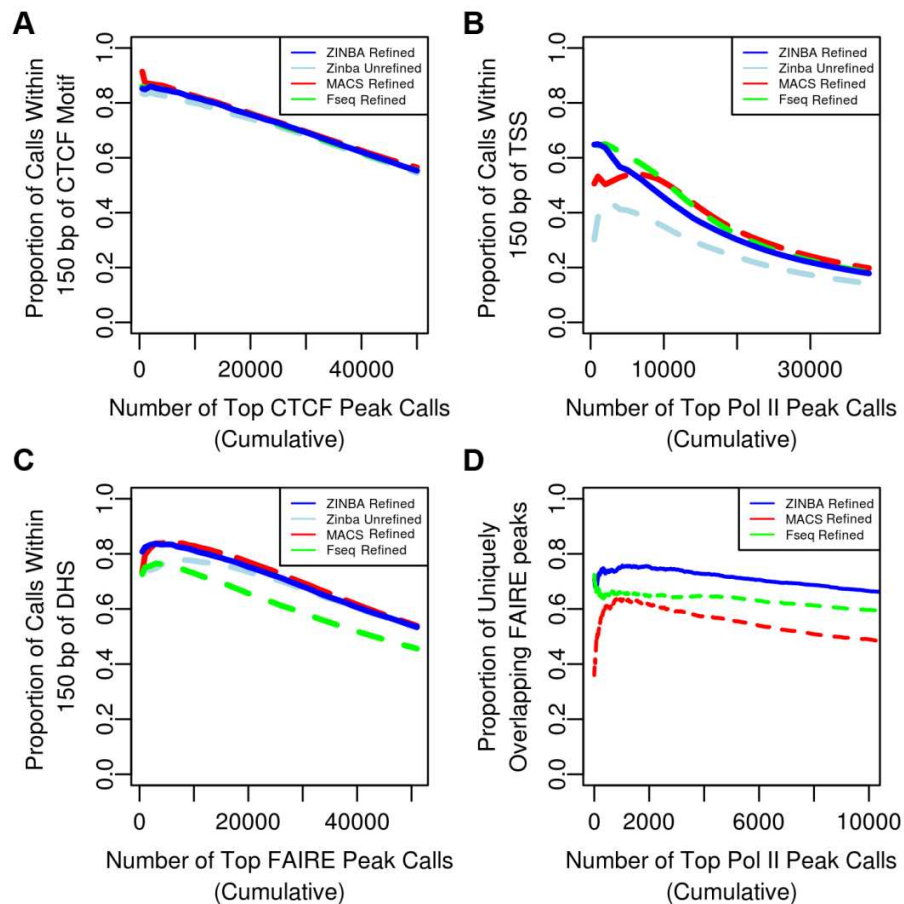 A
Proportion of Calls Within
150 bp of CTCF Motif
0.0
0.2
0.4
0.6
0.8
1.0
ZINBA Refined
Zinba Unrefined
MACS Refined
Fseq Refined
0
20000
40000
Number of Top CTCF Peak Calls
(Cumulative)
B
Proportion of Calls Within
150 bp of TSS
0.0
0.2
0.4
0.6
0.8
1.0
ZINBA Refined
Zinba Unrefined
MACS Refined
Fseq Refined
0
10000
30000
Number of Top Pol II Peak Calls
(Cumulative)
C
Proportion of Calls Within
150 bp of DHS
0.0
0.2
0.4
0.6
0.8
1.0
ZINBA Refined
Zinba Unrefined
MACS Refined
Fseq Refined
0
20000
40000
Number of Top FAIRE Peak Calls
(Cumulative)
D
Proportion of Uniquely
Overlapping FAIRE peaks
0.0
0.2
0.4
0.6
0.8
1.0
ZINBA Refined
MACS Refined
Fseq Refined
0
2000
6000
10000
Number of Top Pol II Peak Calls
(Cumulative)